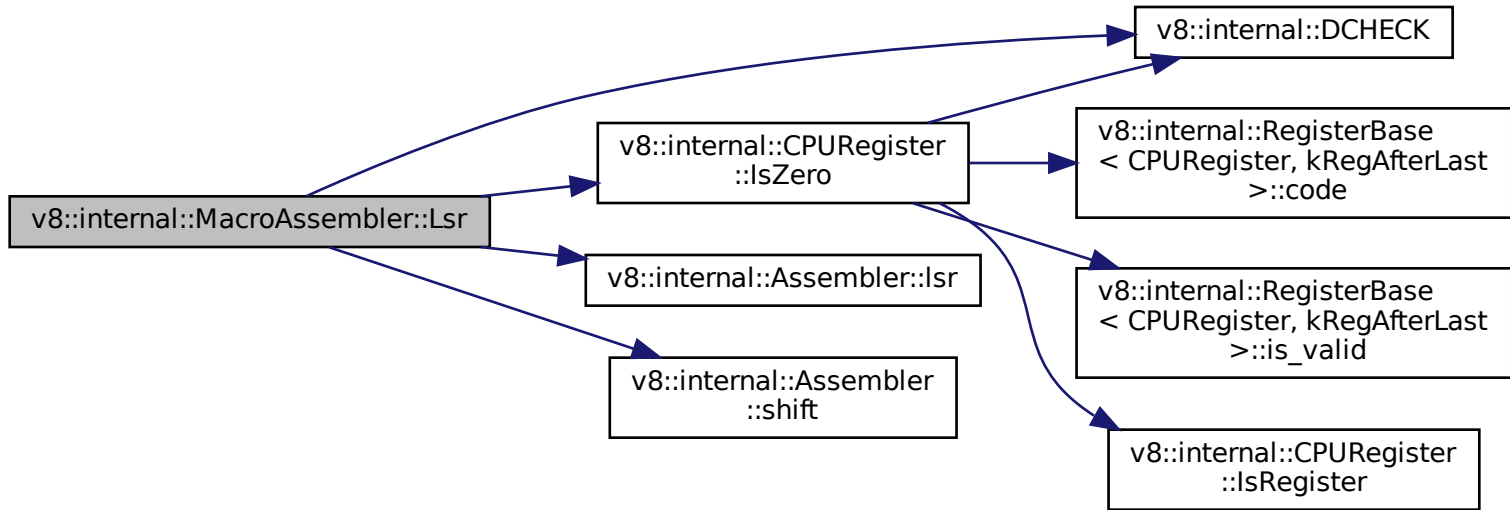 v8::internal::MacroAssembler::Lsr
v8::internal::CPURegister
::IsZero
v8::internal::Assembler::lsr
v8::internal::Assembler
::shift
v8::internal::DCHECK
v8::internal::RegisterBase
< CPURegister, kRegAfterLast
>::code
v8::internal::RegisterBase
< CPURegister, kRegAfterLast
>::is_valid
v8::internal::CPURegister
::IsRegister